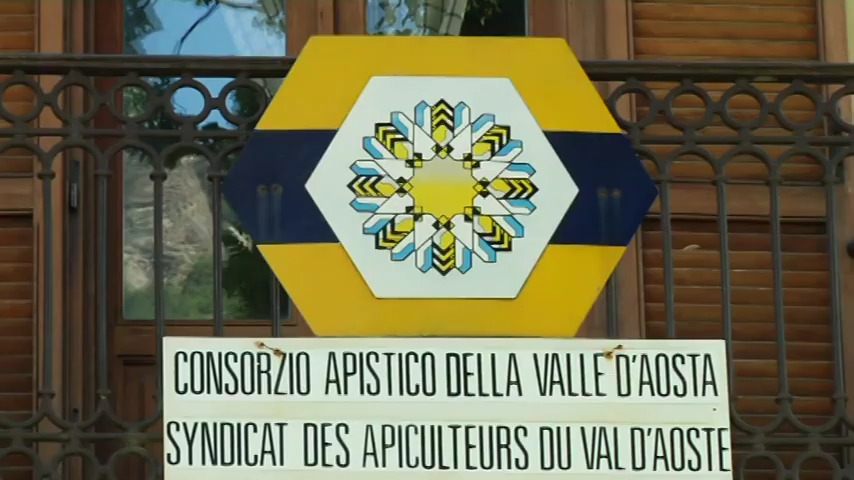 CONSORZIO APISTICO DELLA VALLE D'AOSTA
SYNDICAT DES APICULTEURS DU VAL D'AOSTE